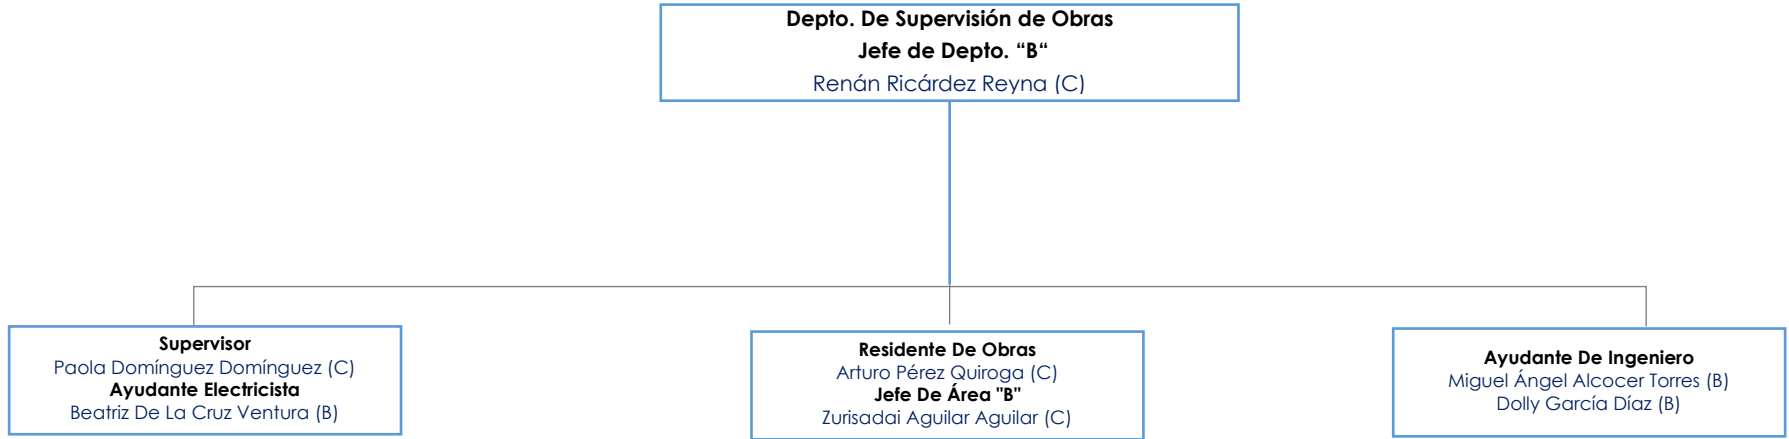 Depto. De Supervisión de Obras
Jefe de Depto. “B“
Renán Ricárdez Reyna (C)
Supervisor
Paola Domínguez Domínguez (C)
Ayudante Electricista
Beatriz De La Cruz Ventura (B)
Residente De Obras
Arturo Pérez Quiroga (C)
Jefe De Área "B"
Zurisadai Aguilar Aguilar (C)
Ayudante De Ingeniero
Miguel Ángel Alcocer Torres (B)
Dolly García Díaz (B)